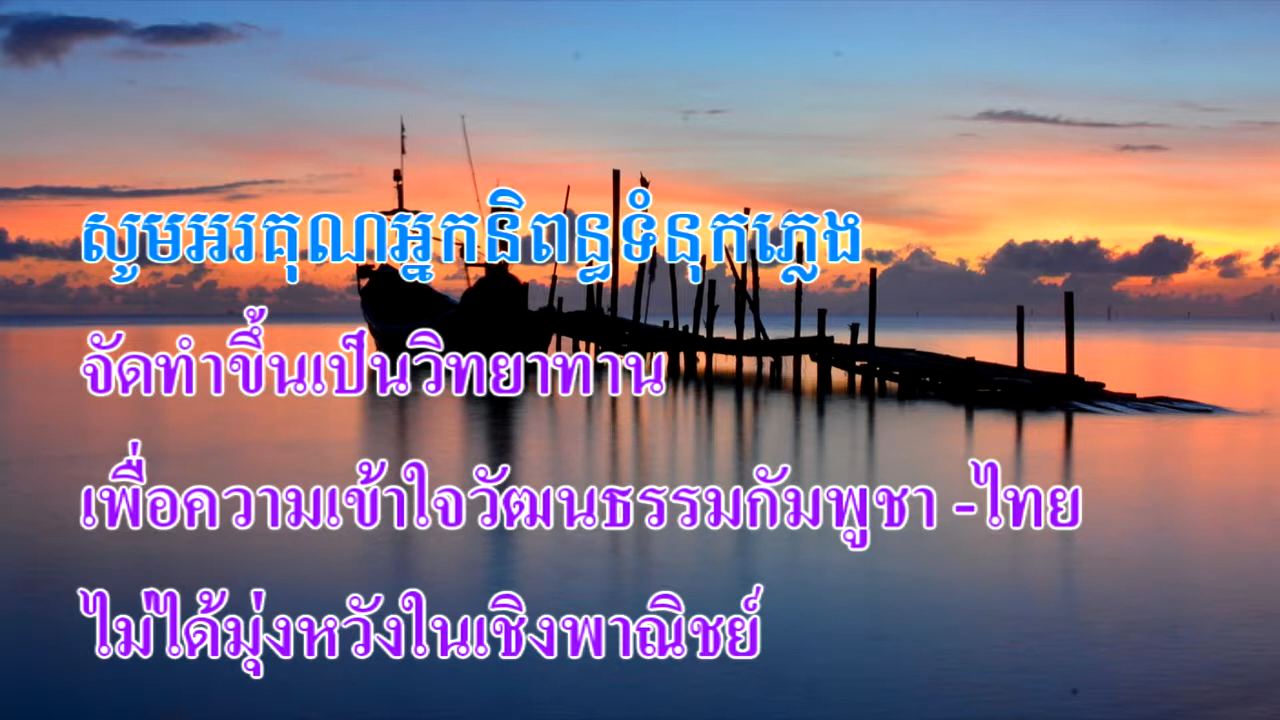 សូមអរគុណអ្នកនិពន្ធទំនុកភ្លេង
จัดทำขึ้นเป็นวิทยาทาน
เพื่อความเข้าใจวัฒนธรรมกัมพูชา -ไทย
ไม่ได้มุ่งหวังในเชิงพาณิชย์